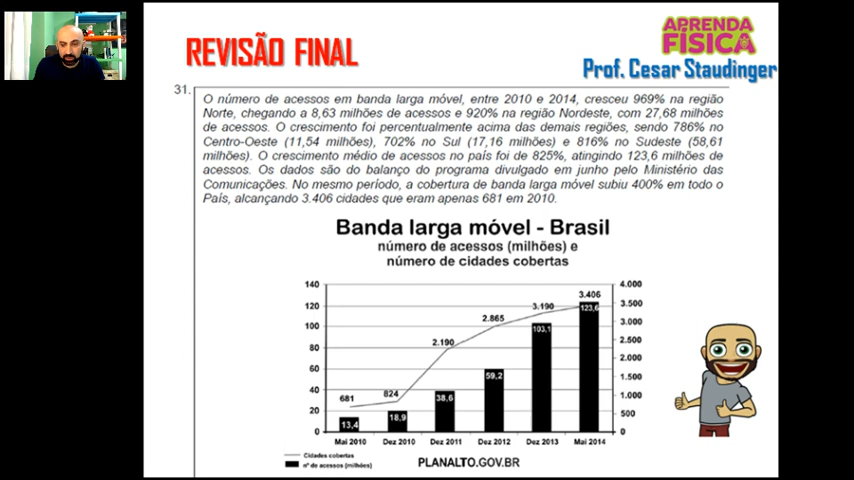 REVISÃO FINAL
APRENDA
FÍSICA
Prof. Cesar Staudinger
31.
O número de acessos em banda larga móvel, entre 2010 e 2014, cresceu 969% na região
Norte, chegando a 8,63 milhões de acessos e 920% na região Nordeste, com 27,68 milhões
de acessos. O crescimento foi percentualmente acima das demais regiões, sendo 786% no
Centro-Oeste (11,54 milhões), 702% no Sul (17,16 milhões) e 816% no Sudeste (58,61
milhões). O crescimento médio de acessos no país foi de 825%, atingindo 123,6 milhões de
acessos. Os dados são do balanço do programa divulgado em junho pelo Ministério das
Comunicações. No mesmo período, a cobertura de banda larga móvel subiu 400% em todo o
País, alcançando 3.406 cidades que eram apenas 681 em 2010.
Banda larga móvel - Brasil
número de acessos (milhões) e
número de cidades cobertas
140 4.000
3.406
120 3.190 123,6 3.500
100 2.865 103,1 3.000
2.500
80 2.190
2.000
60 59,2
1.500
40 681 824 38,6 1.000
20 18,9 500
13,4
0 0
Mai 2010 Dez 2010 Dez 2011 Dez 2012 Dez 2013 Mai 2014
Cidades cobertas
nº de acessos (milhões)
PLANALTO.GOV.BR